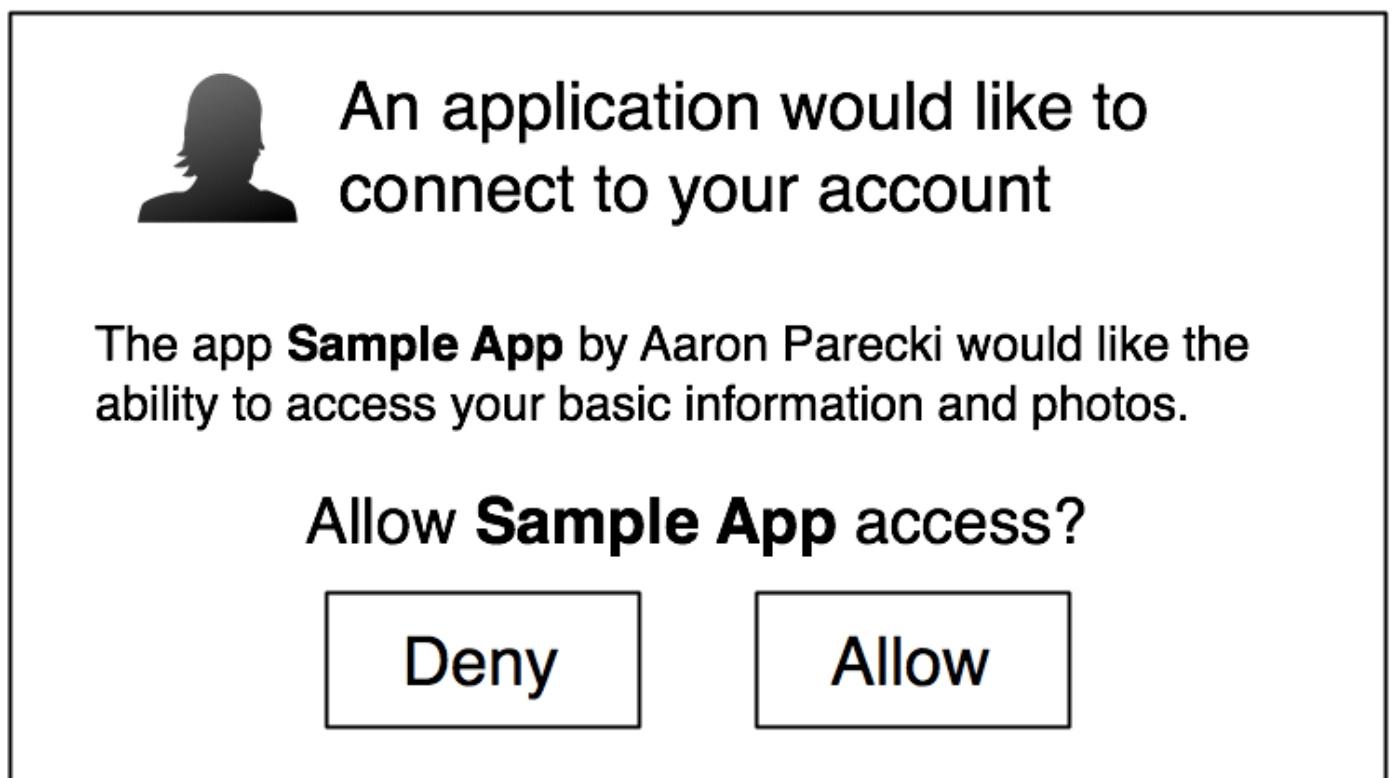 An application would like to
connect to your account
The app Sample App by Aaron Parecki would like the
ability to access your basic information and photos.
Allow Sample App access?
Deny Allow